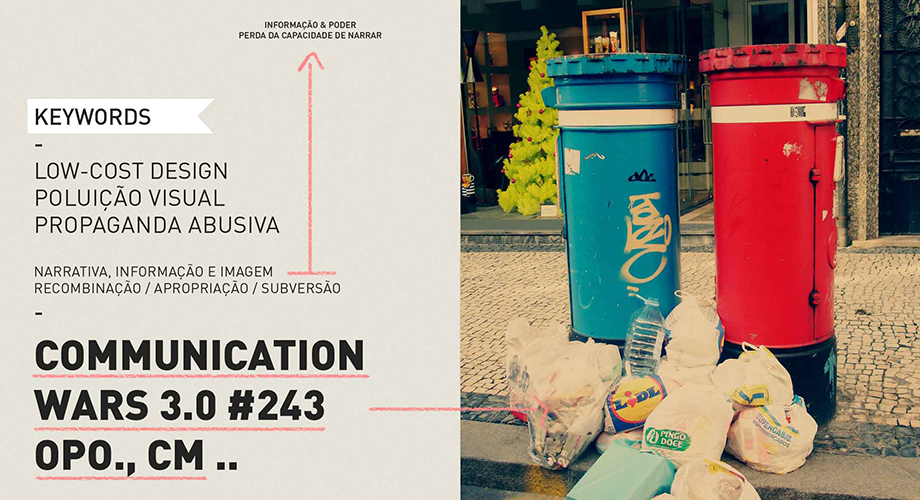 INFORMAÇÃO & PODER
PERDA DA CAPACIDADE DE NARRAR
KEYWORDS
-
LOW-COST DESIGN
POLUIÇÃO VISUAL
PROPAGANDA ABUSIVA
NARRATIVA, INFORMAÇÃO E IMAGEM
RECOMBINAÇÃO / APROPRIAÇÃO / SUBVERSÃO
-
COMMUNICATION
WARS 3.0 #243
OPO., CM ..
LIDL
PINGO
DOCE